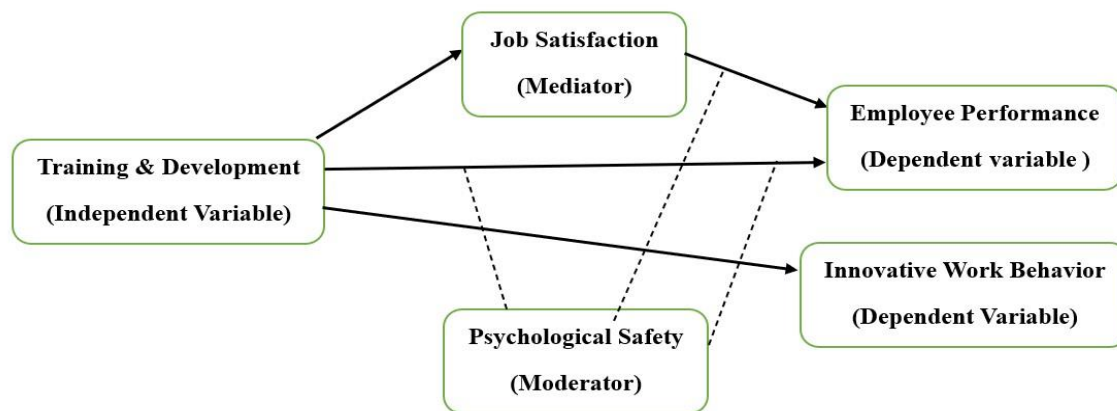 Job Satisfaction
(Mediator)
Employee Performance
(Dependent variable )
Training & Development
(Independent Variable)
Innovative Work Behavior
(Dependent Variable)
Psychological Safety
(Moderator)